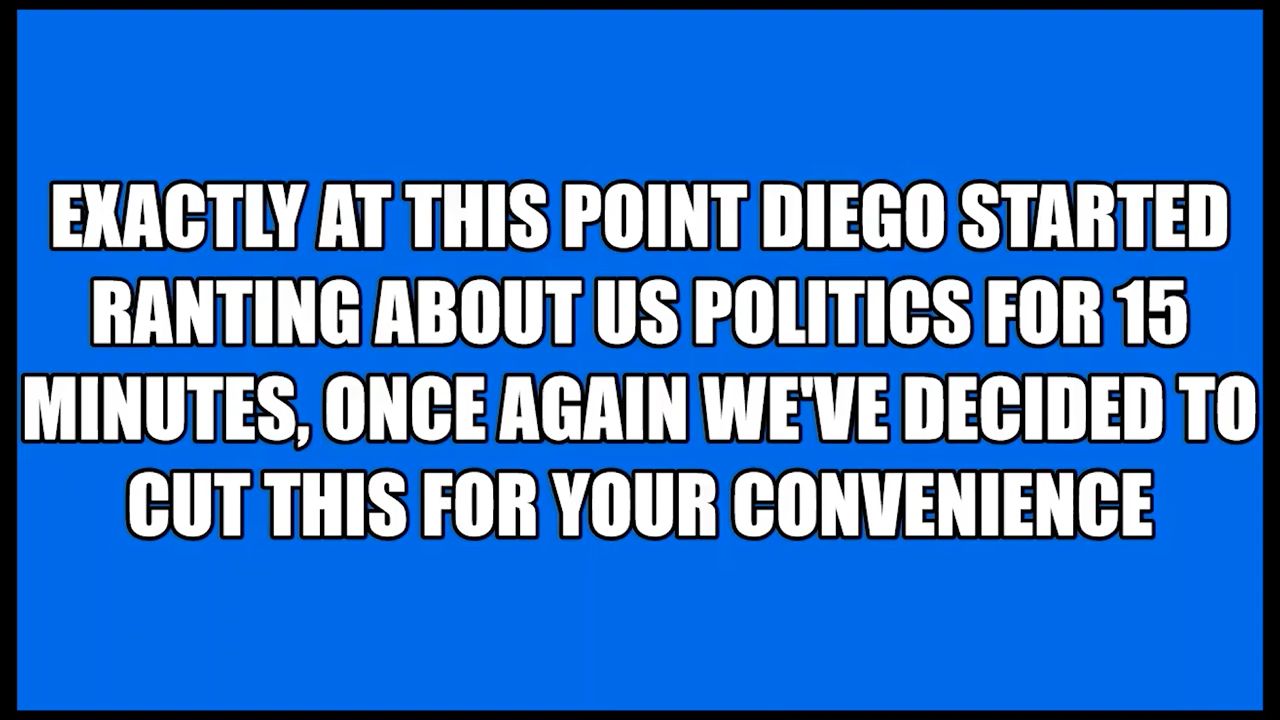 EXACTLY AT THIS POINT DIEGO STARTED
RANTING ABOUT US POLITICS FOR 15
MINUTES, ONCE AGAIN WE'VE DECIDED TO
CUT THIS FOR YOUR CONVENIENCE